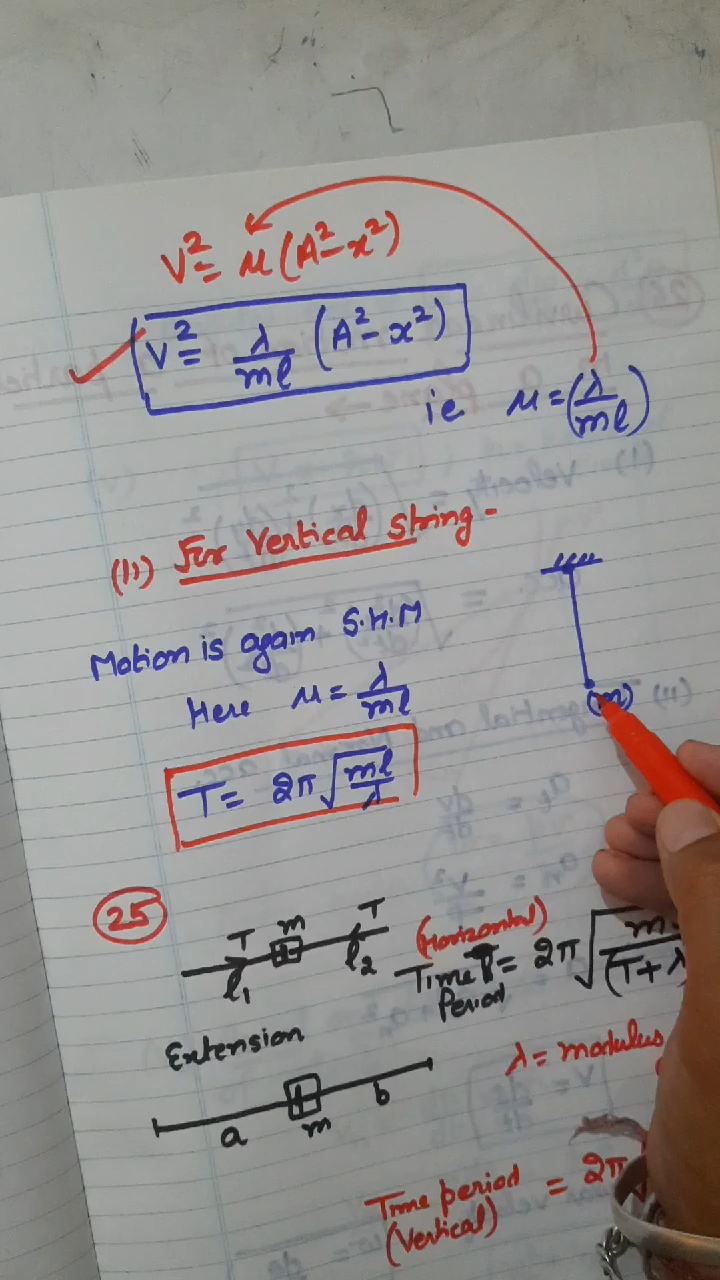 V² = μ(A²-x²)
V² = λ/ml (A²-x²)
ie μ = (λ/ml)
(11) For Vertical string -
Motion is again S.H.M
Here μ = λ/ml
(m)
T = 2π√(ml/λ)
25
T m T
l₁ l₂
(Horizontal)
Time T = 2π√(m
(T+λ
Period
Extension
λ = modulus
a m b
Time period = 2π√
(Vertical)